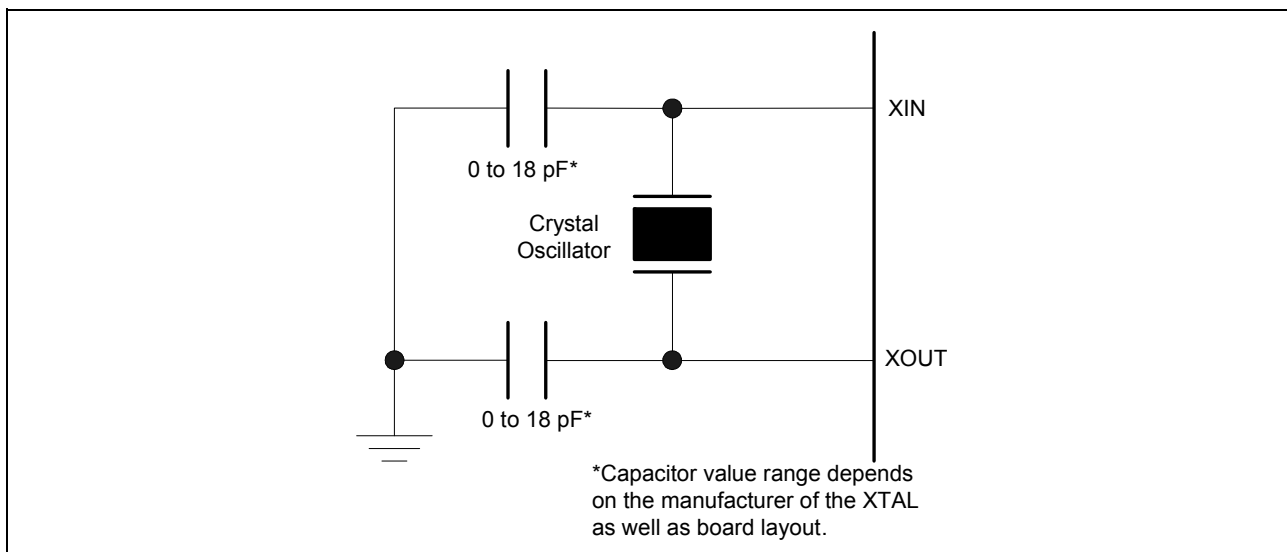 XIN
0 to 18 pF*
Crystal
Oscillator
XOUT
0 to 18 pF*
*Capacitor value range depends
on the manufacturer of the XTAL
as well as board layout.